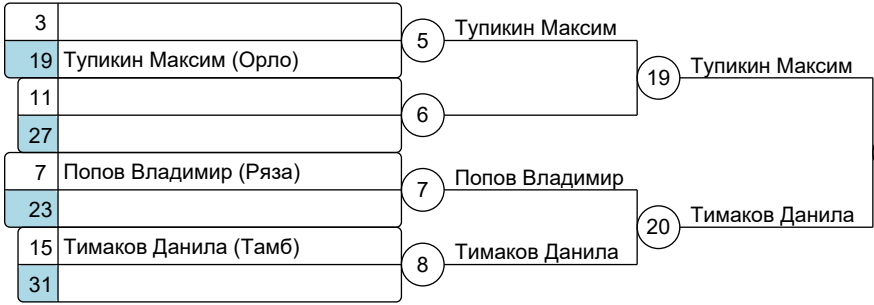 3
5
Тупикин Максим
19 Тупикин Максим (Орло)
19
Тупикин Максим
11
6
27
7 Попов Владимир (Ряза)
7
Попов Владимир
23
20
Тимаков Данила
15 Тимаков Данила (Тамб)
8
Тимаков Данила
31